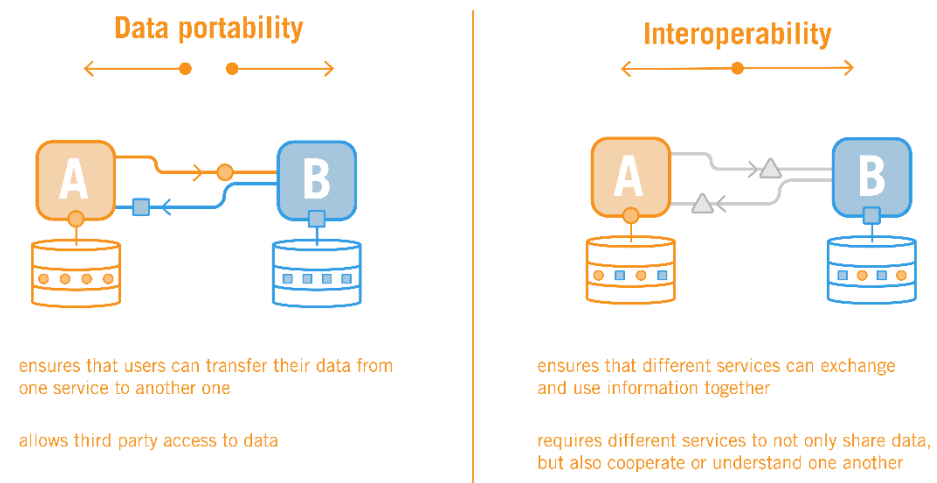 Data portability
A
B
ensures that users can transfer their data from
one service to another one
allows third party access to data
Interoperability
A
B
ensures that different services can exchange
and use information together
requires different services to not only share data,
but also cooperate or understand one another